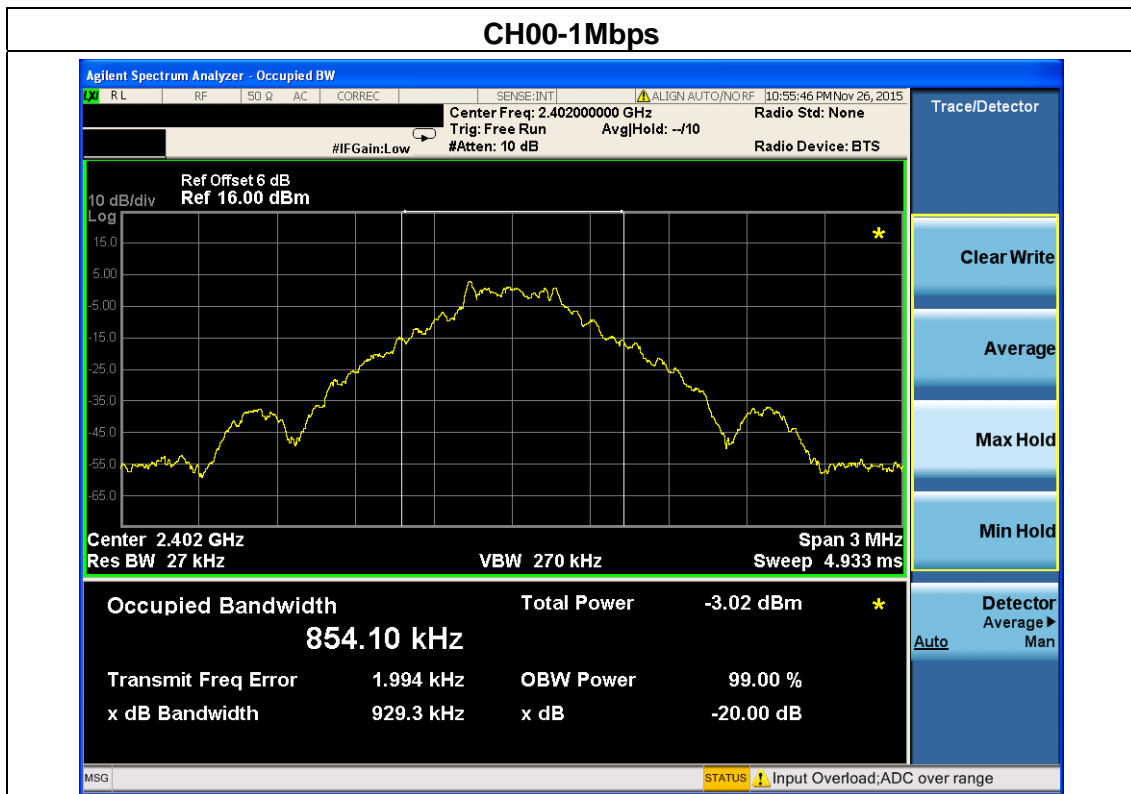 CH00-1Mbps
Agilent Spectrum Analyzer - Occupied BW
LXI RL RF 50 Ω AC CORREC SENSE:INT ALIGN AUTO/NO RF 10:55:46 PM Nov 26, 2015
Center Freq: 2.402000000 GHz Radio Std: None
Trig: Free Run Avg|Hold: --/10
#IFGain:Low #Atten: 10 dB Radio Device: BTS
Trace/Detector
Ref Offset 6 dB
10 dB/div Ref 16.00 dBm
Log
15.0
5.00
-5.00
-15.0
-25.0
-35.0
-45.0
-55.0
-65.0
*
Center 2.402 GHz Span 3 MHz
Res BW 27 kHz VBW 270 kHz Sweep 4.933 ms
Occupied Bandwidth Total Power -3.02 dBm *
854.10 kHz
Transmit Freq Error 1.994 kHz OBW Power 99.00 %
x dB Bandwidth 929.3 kHz x dB -20.00 dB
Clear Write
Average
Max Hold
Min Hold
Detector
Average▶
Auto Man
MSG STATUS Input Overload;ADC over range